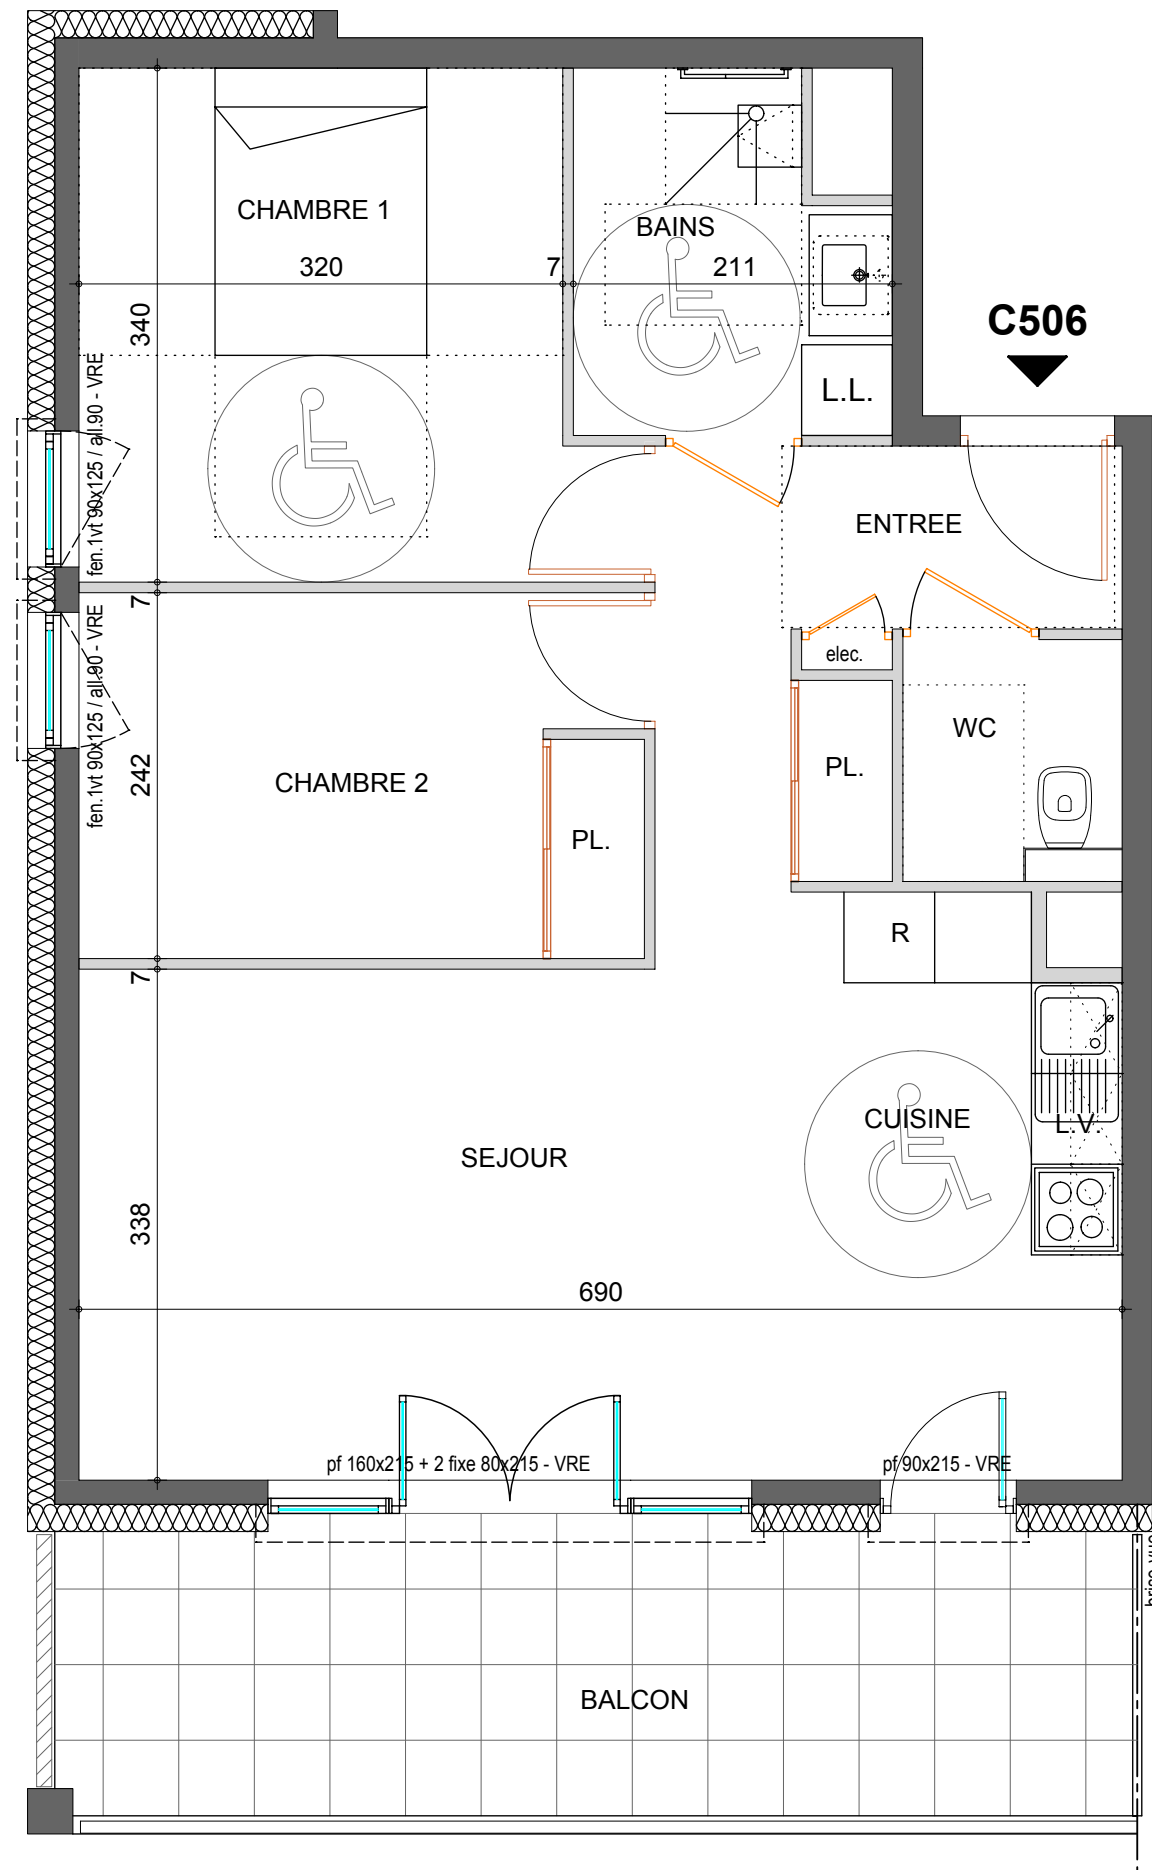 CHAMBRE 1
BAINS
320
7
211
340
C506
fen.1vt 90x125 / all.90 - VRE
L.L.
ENTREE
7
fen.1vt 90x125 / all.90 - VRE
elec.
WC
242
CHAMBRE 2
PL.
PL.
R
7
CUISINE
L.V.
SEJOUR
338
690
pf 160x215 + 2 fixe 80x215 - VRE
pf 90x215 - VRE
brise-vue
BALCON